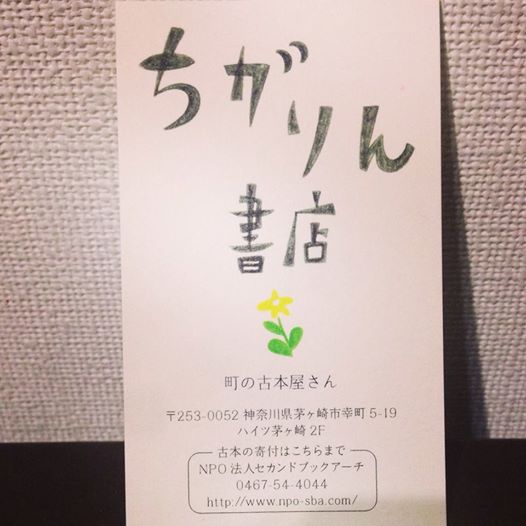 ちがりん
書店
町の古本屋さん
〒253-0052 神奈川県茅ヶ崎市幸町 5-19
ハイツ茅ヶ崎 2F
古本の寄付はこちらまで
NPO 法人セカンドブックアーチ
0467-54-4044
http://www.npo-sba.com/